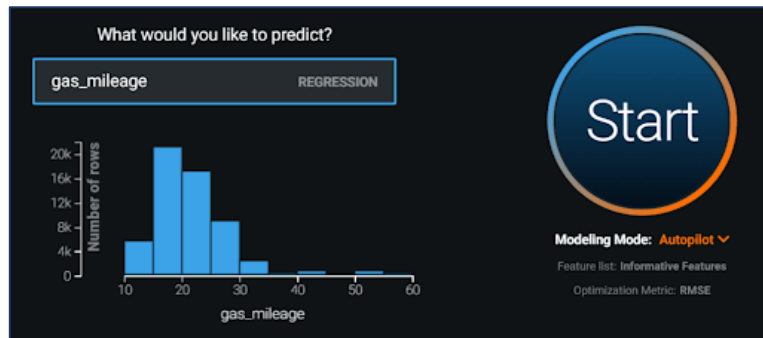 What would you like to predict?
gas_mileage REGRESSION
Start
20k
16k
12k
8k
4k
0
Number of rows
10 20 30 40 50 60
gas_mileage
Modeling Mode: Autopilot
Feature list: Informative Features
Optimization Metric: RMSE